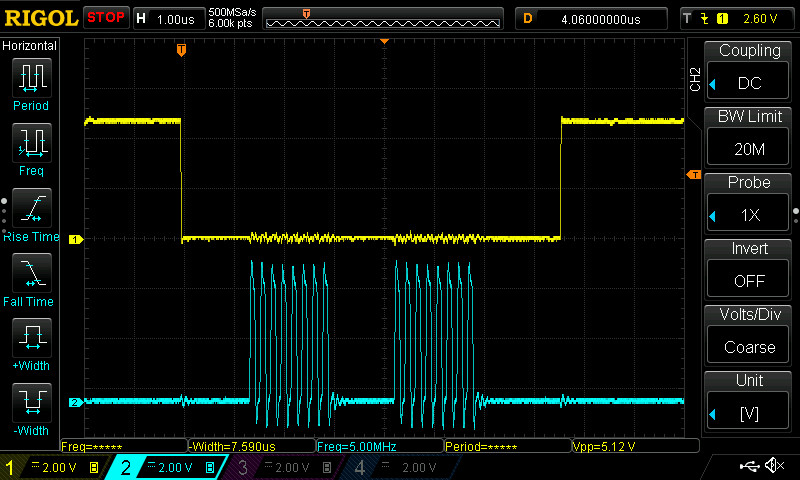 RIGOL STOP H 1.00us 500MSa/s 6.00k pts T D 4.06000000us T 1 2.60 V
Horizontal
Period
Freq
Rise Time
Fall Time
+Width
-Width
T
T
1
2
CH2
Coupling
DC
BW Limit
20M
Probe
1X
Invert
OFF
Volts/Div
Coarse
Unit
[V]
Freq=***** -Width=7.590us Freq=5.00MHz Period=***** Vpp=5.12 V
1 2.00 V B 2 2.00 V B 3 2.00 V B 4 2.00 V